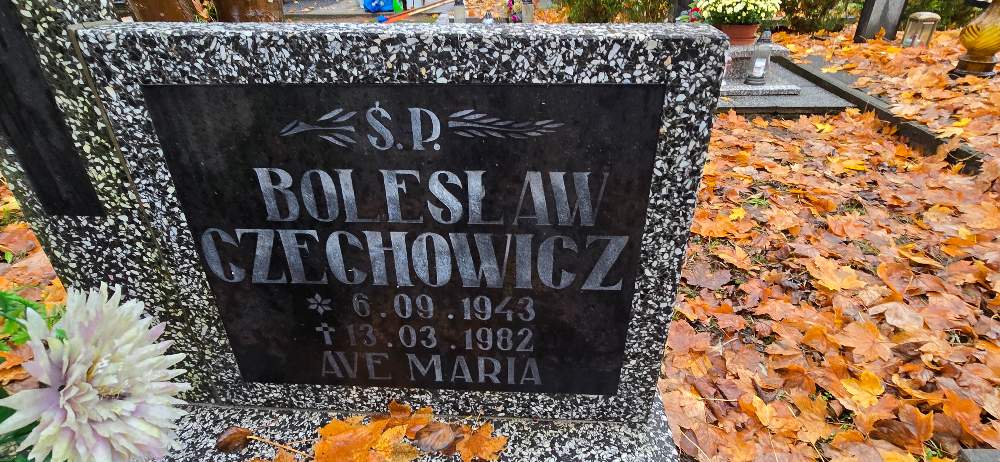 Ś.P.
BOLESŁAW
CZECHOWICZ
* 6.09.1943
✝ 13.03.1982
AVE MARIA